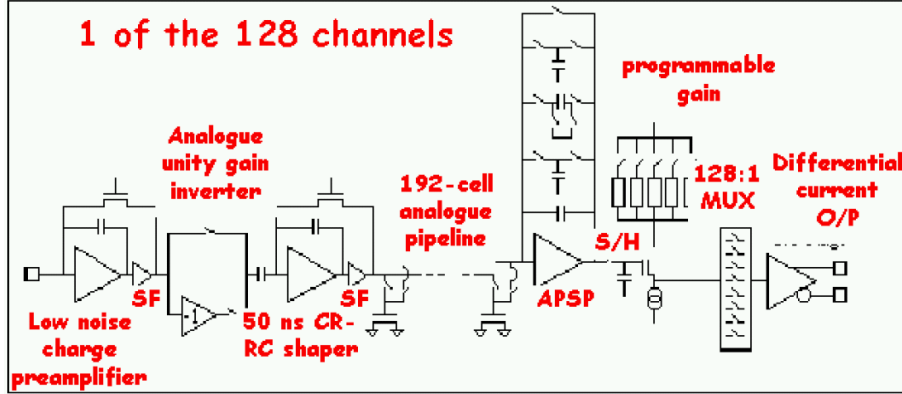 1 of the 128 channels
programmable
gain
Analogue
unity gain
inverter
192-cell
analogue
pipeline
128:1
MUX
Differential
current
O/P
S/H
SF
-1
SF
APSP
Low noise
charge
preamplifier
50 ns CR-
RC shaper